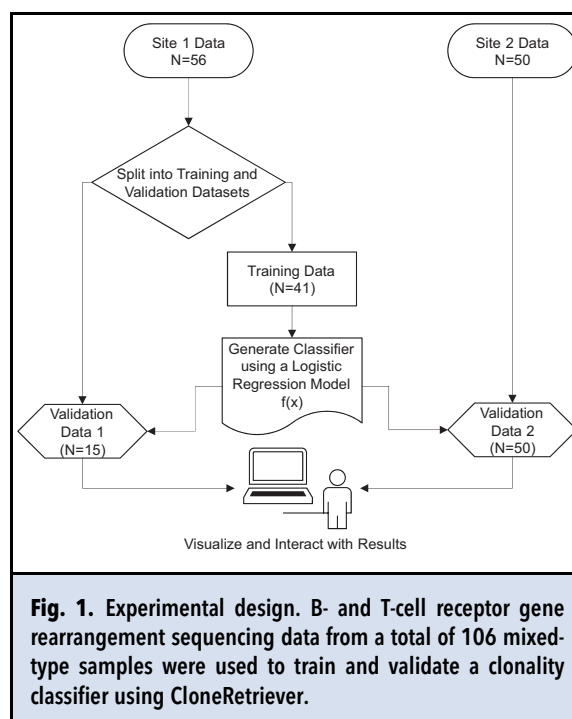 Site 1 Data
N=56
Site 2 Data
N=50
Split into Training and
Validation Datasets
Training Data
(N=41)
Generate Classifier
using a Logistic
Regression Model
f(x)
Validation
Data 1
(N=15)
Validation
Data 2
(N=50)
Visualize and Interact with Results
Fig. 1. Experimental design. B- and T-cell receptor gene
rearrangement sequencing data from a total of 106 mixed-
type samples were used to train and validate a clonality
classifier using CloneRetriever.